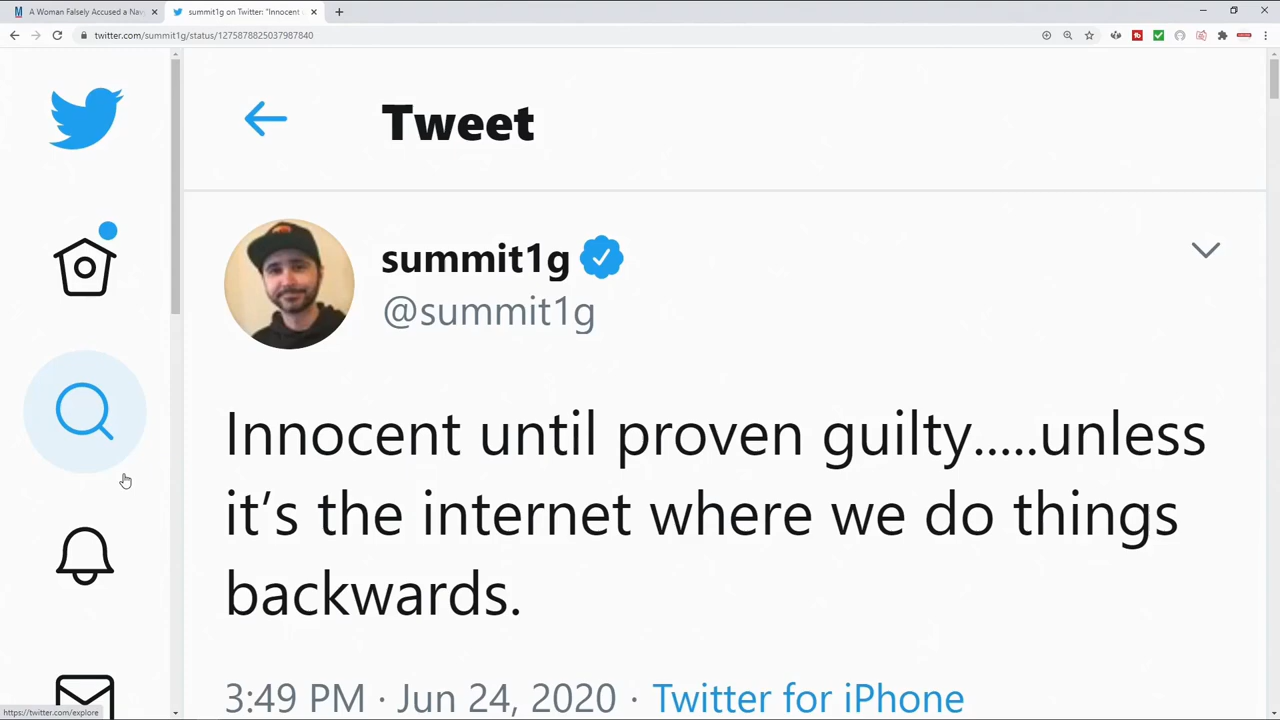 A Woman Falsely Accused a Nav
summit1g on Twitter: "Innocent
twitter.com/summit1g/status/1275878825037987840
Tweet
summit1g
@summit1g
Innocent until proven guilty.....unless
it's the internet where we do things
backwards.
3:49 PM · Jun 24, 2020 · Twitter for iPhone
https://twitter.com/explore